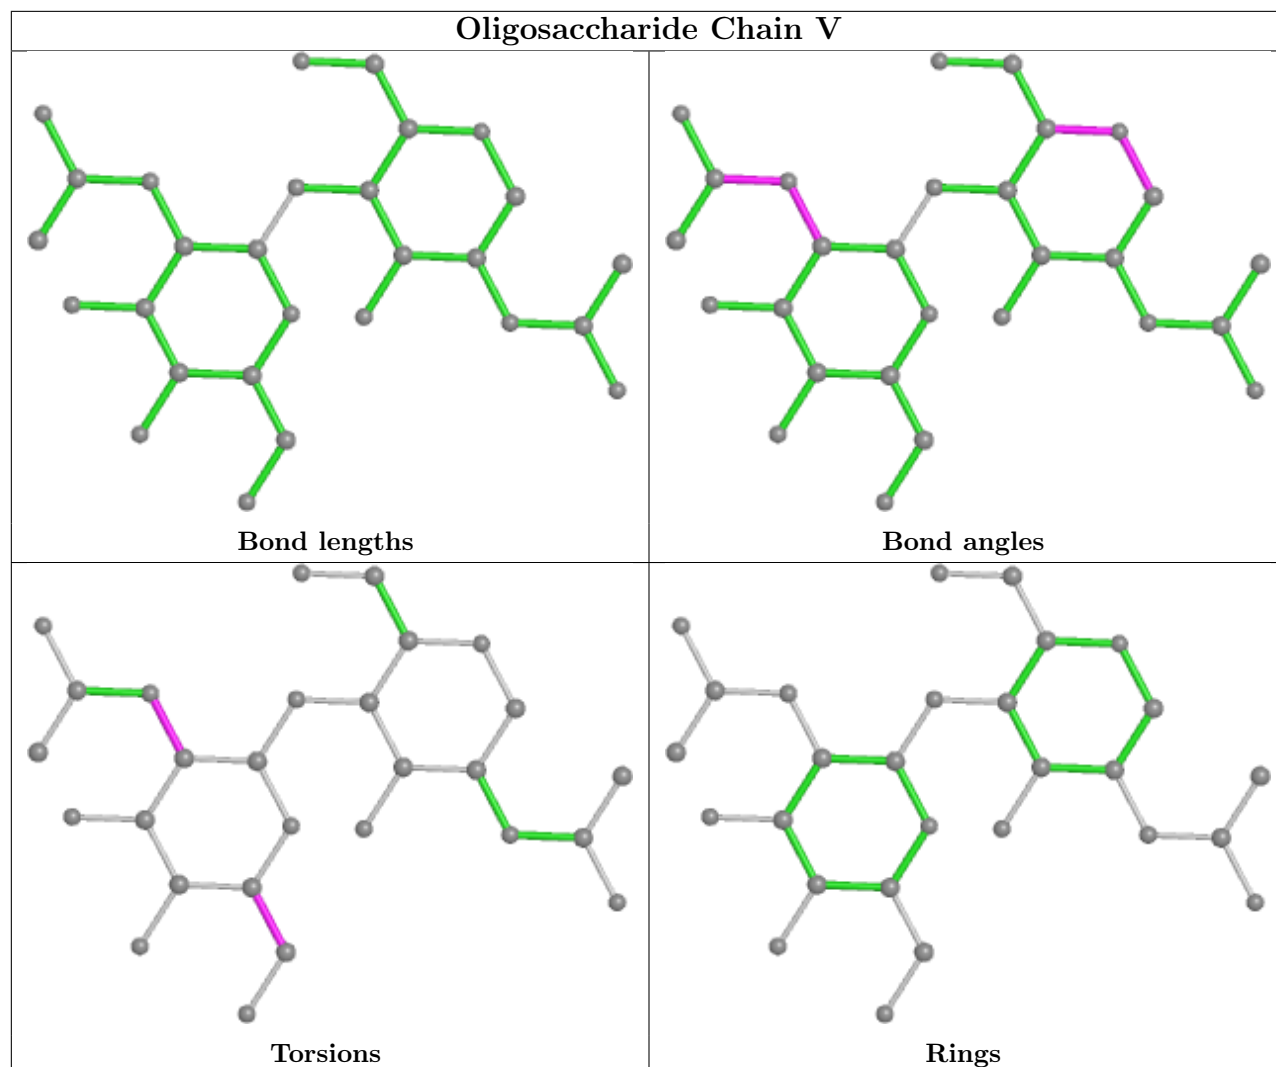 Oligosaccharide Chain V
Bond lengths
Bond angles
Torsions
Rings